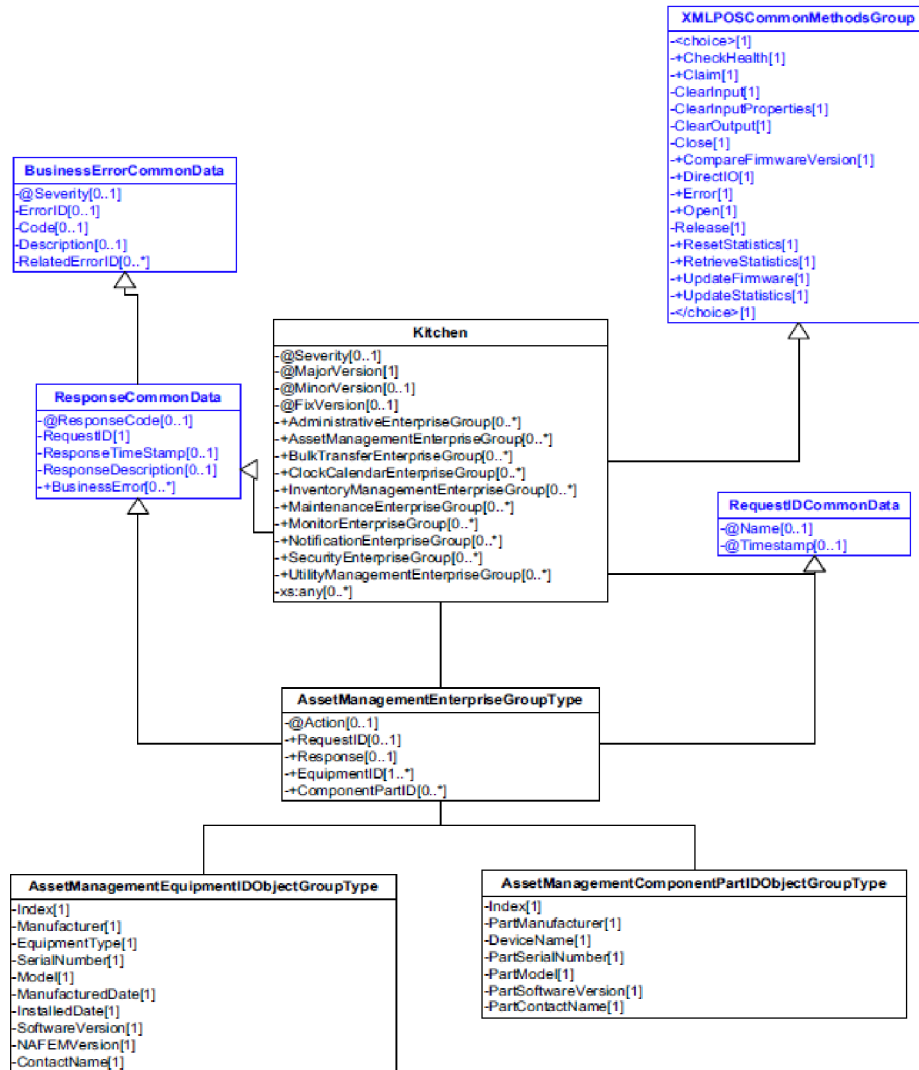 XMLPOSCommonMethodsGroup
-<choice>[1]
-+CheckHealth[1]
-+Claim[1]
-ClearInput[1]
-ClearInputProperties[1]
-ClearOutput[1]
-Close[1]
-+CompareFirmwareVersion[1]
-+DirectIO[1]
-+Error[1]
-+Open[1]
-Release[1]
-+ResetStatistics[1]
-+RetrieveStatistics[1]
-+UpdateFirmware[1]
-+UpdateStatistics[1]
-</choice>[1]
BusinessErrorCommonData
-@Severity[0..1]
-ErrorID[0..1]
-Code[0..1]
-Description[0..1]
-RelatedErrorID[0..*]
Kitchen
-@Severity[0..1]
-@MajorVersion[1]
-@MinorVersion[0..1]
-@FixVersion[0..1]
-+AdministrativeEnterpriseGroup[0..*]
-+AssetManagementEnterpriseGroup[0..*]
-+BulkTransferEnterpriseGroup[0..*]
-+ClockCalendarEnterpriseGroup[0..*]
-+InventoryManagementEnterpriseGroup[0..*]
-+MaintenanceEnterpriseGroup[0..*]
-+MonitorEnterpriseGroup[0..*]
-+NotificationEnterpriseGroup[0..*]
-+SecurityEnterpriseGroup[0..*]
-+UtilityManagementEnterpriseGroup[0..*]
-xs:any[0..*]
ResponseCommonData
-@ResponseCode[0..1]
-RequestID[1]
-ResponseTimeStamp[0..1]
-ResponseDescription[0..1]
-+BusinessError[0..*]
RequestIDCommonData
-@Name[0..1]
-@Timestamp[0..1]
AssetManagementEnterpriseGroupType
-@Action[0..1]
-+RequestID[0..1]
-+Response[0..1]
-+EquipmentID[1..*]
-+ComponentPartID[0..*]
AssetManagementEquipmentIDObjectGroupType
-Index[1]
-Manufacturer[1]
-EquipmentType[1]
-SerialNumber[1]
-Model[1]
-ManufacturedDate[1]
-InstalledDate[1]
-SoftwareVersion[1]
-NAFEMVersion[1]
-ContactName[1]
AssetManagementComponentPartIDObjectGroupType
-Index[1]
-PartManufacturer[1]
-DeviceName[1]
-PartSerialNumber[1]
-PartModel[1]
-PartSoftwareVersion[1]
-PartContactName[1]